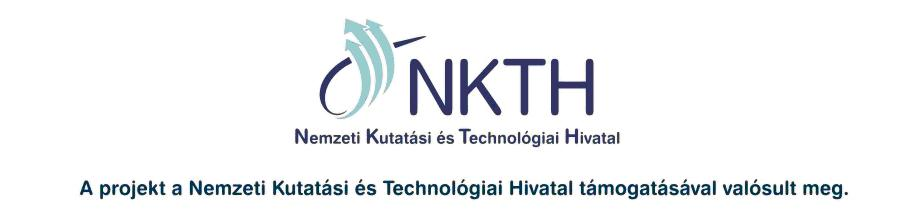 NKTH
Nemzeti Kutatási és Technológiai Hivatal
A projekt a Nemzeti Kutatási és Technológiai Hivatal támogatásával valósult meg.